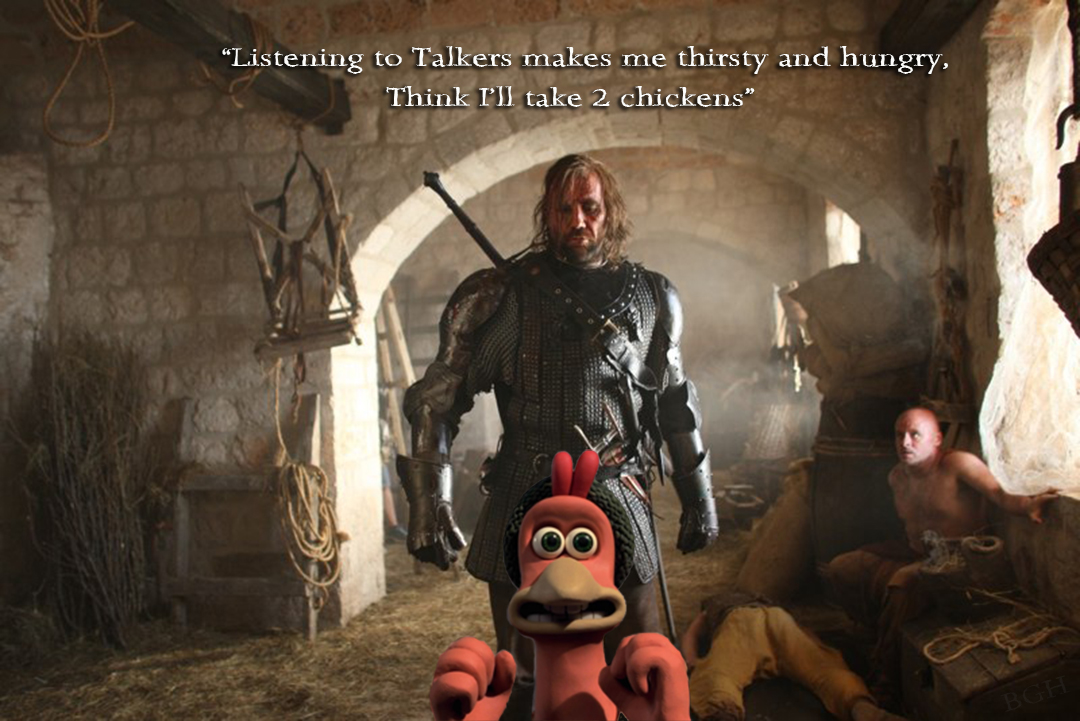 “Listening to Talkers makes me thirsty and hungry,
Think I’ll take 2 chickens”
BGH